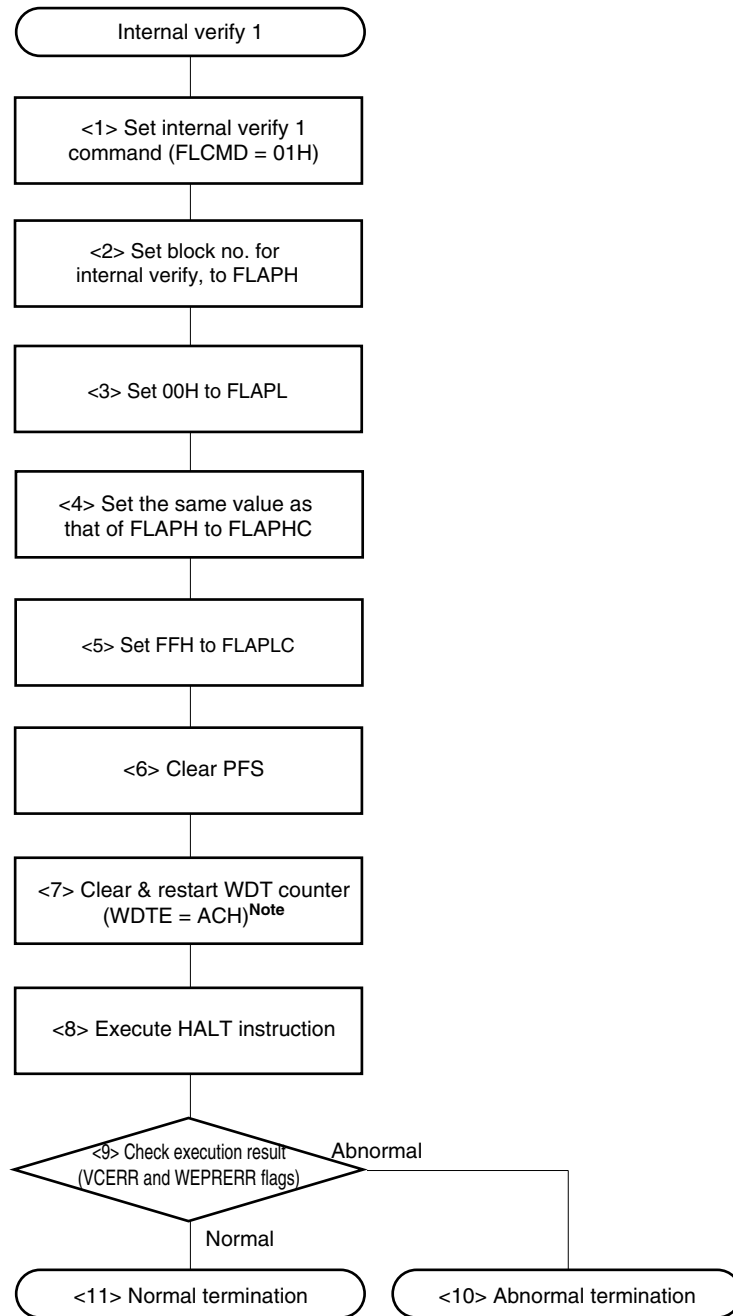 Internal verify 1
<1> Set internal verify 1
command (FLCMD = 01H)
<2> Set block no. for
internal verify, to FLAPH
<3> Set 00H to FLAPL
<4> Set the same value as
that of FLAPH to FLAPHC
<5> Set FFH to FLAPLC
<6> Clear PFS
<7> Clear & restart WDT counter
(WDTE = ACH)Note
<8> Execute HALT instruction
<9> Check execution result
(VCERR and WEPRERR flags)
Abnormal
Normal
<11> Normal termination
<10> Abnormal termination